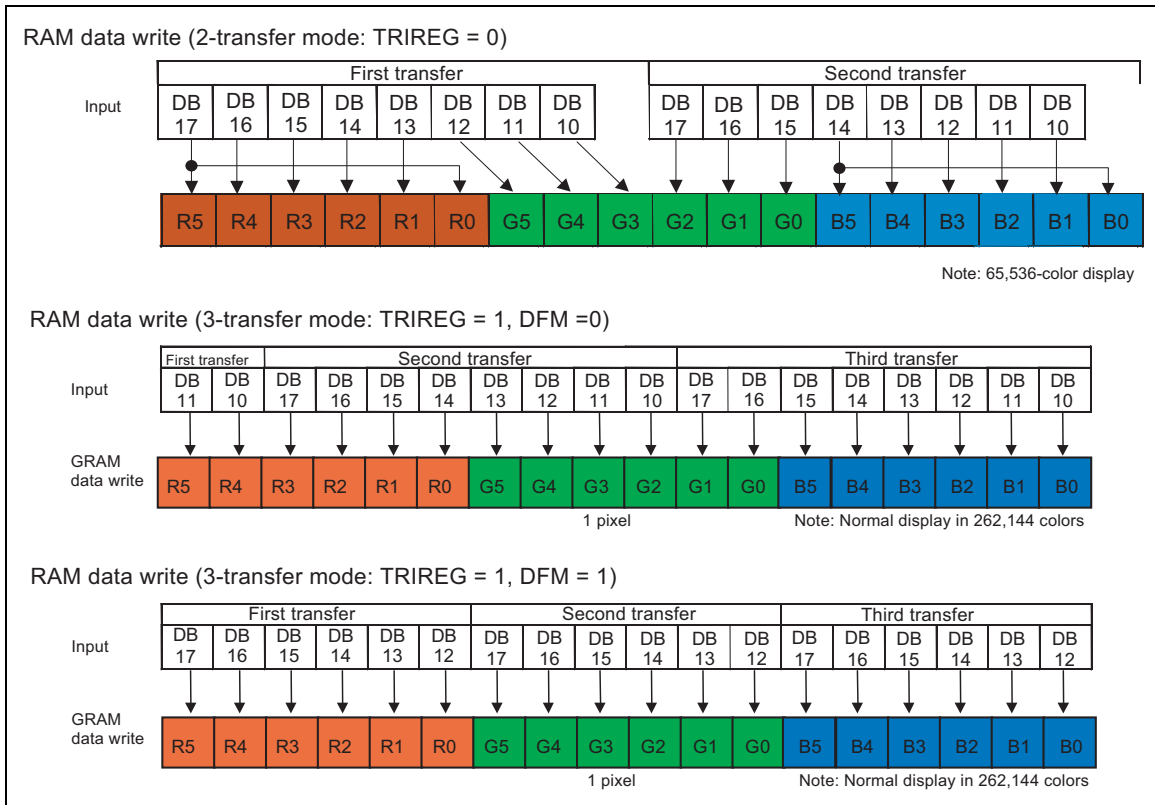 RAM data write (2-transfer mode: TRIREG = 0)
First transfer Second transfer
Input DB 17 DB 16 DB 15 DB 14 DB 13 DB 12 DB 11 DB 10 DB 17 DB 16 DB 15 DB 14 DB 13 DB 12 DB 11 DB 10
R5 R4 R3 R2 R1 R0 G5 G4 G3 G2 G1 G0 B5 B4 B3 B2 B1 B0
Note: 65,536-color display
RAM data write (3-transfer mode: TRIREG = 1, DFM =0)
First transfer Second transfer Third transfer
Input DB 11 DB 10 DB 17 DB 16 DB 15 DB 14 DB 13 DB 12 DB 11 DB 10 DB 17 DB 16 DB 15 DB 14 DB 13 DB 12 DB 11 DB 10
GRAM data write R5 R4 R3 R2 R1 R0 G5 G4 G3 G2 G1 G0 B5 B4 B3 B2 B1 B0
1 pixel Note: Normal display in 262,144 colors
RAM data write (3-transfer mode: TRIREG = 1, DFM = 1)
First transfer Second transfer Third transfer
Input DB 17 DB 16 DB 15 DB 14 DB 13 DB 12 DB 17 DB 16 DB 15 DB 14 DB 13 DB 12 DB 17 DB 16 DB 15 DB 14 DB 13 DB 12
GRAM data write R5 R4 R3 R2 R1 R0 G5 G4 G3 G2 G1 G0 B5 B4 B3 B2 B1 B0
1 pixel Note: Normal display in 262,144 colors